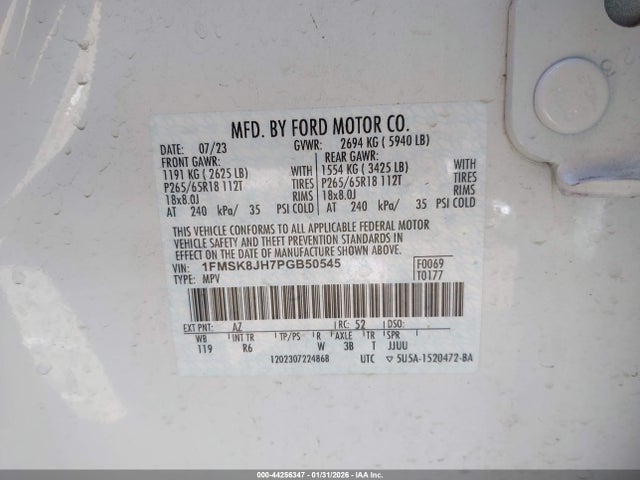 MFD. BY FORD MOTOR CO.
DATE: 07/23 GVWR: 2694 KG ( 5940 LB)
FRONT GAWR: REAR GAWR:
1191 KG ( 2625 LB) WITH 1554 KG ( 3425 LB) WITH
P265/65R18 112T TIRES P265/65R18 112T TIRES
18x8.0J RIMS 18x8.0J RIMS
AT 240 kPa/ 35 PSI COLD AT 240 kPa/ 35 PSI COLD
THIS VEHICLE CONFORMS TO ALL APPLICABLE FEDERAL MOTOR
VEHICLE SAFETY AND THEFT PREVENTION STANDARDS IN
EFFECT ON THE DATE OF MANUFACTURE SHOWN ABOVE.
VIN: 1FMSK8JH7PGB50545 F0069
TYPE: MPV T0177
EXT PNT: AZ RC: 52 DSO:
WB INT TR TP/PS R AXLE TR SPR
119 R6 W 3B T JJUU
1202307224868 UTC 5U5A-1520472-BA
000-44256347 - 01/31/2026 - IAA Inc.